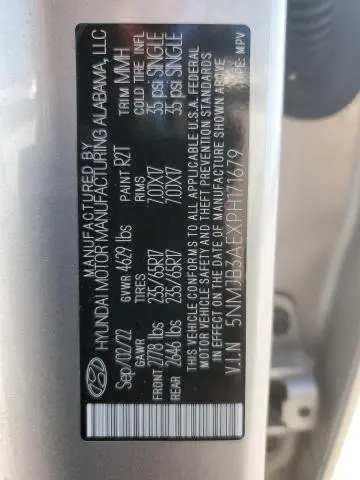 MANUFACTURED BY
HYUNDAI MOTOR MANUFACTURING ALABAMA, LLC
Sep/02/22 GVWR 4629 lbs PAINT R2T TRIM MMH
GAWR TIRES RIMS COLD TIRE INFL
FRONT 2778 lbs 235/65R17 7.0DX17 35 psi SINGLE
REAR 2646 lbs 235/65R17 7.0DX17 35 psi SINGLE
THIS VEHICLE CONFORMS TO ALL APPLICABLE U.S.A. FEDERAL
MOTOR VEHICLE SAFETY AND THEFT PREVENTION STANDARDS
IN EFFECT ON THE DATE OF MANUFACTURE SHOWN ABOVE.
V.I.N 5NMJB3AEXPH171679 TYPE: MPV